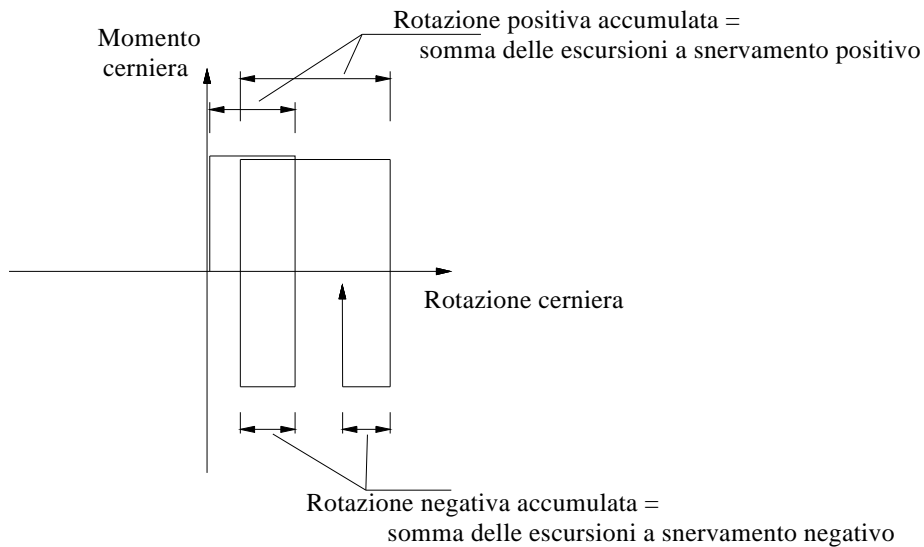 Rotazione positiva accumulata =
somma delle escursioni a snervamento positivo
Momento
cerniera
Rotazione cerniera
Rotazione negativa accumulata =
somma delle escursioni a snervamento negativo